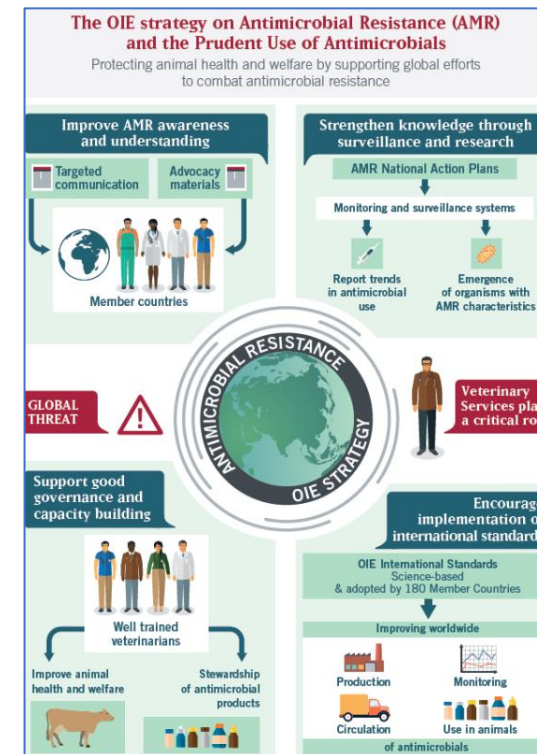 The OIE strategy on Antimicrobial Resistance (AMR)
and the Prudent Use of Antimicrobials
Protecting animal health and welfare by supporting global efforts
to combat antimicrobial resistance
Improve AMR awareness
and understanding
Targeted
communication
Advocacy
materials
Member countries
Strengthen knowledge through
surveillance and research
AMR National Action Plans
Monitoring and surveillance systems
Report trends
in antimicrobial
use
Emergence
of organisms with
AMR characteristics
ANTIMICROBIAL RESISTANCE
OIE STRATEGY
GLOBAL
THREAT
Veterinary
Services pla
a critical ro
Support good
governance and
capacity building
Well trained
veterinarians
Improve animal
health and welfare
Stewardship
of antimicrobial
products
Encourag
implementation o
international standard
OIE International Standards
Science-based
& adopted by 180 Member Countries
Improving worldwide
Production
Monitoring
Circulation
Use in animals
of antimicrobials